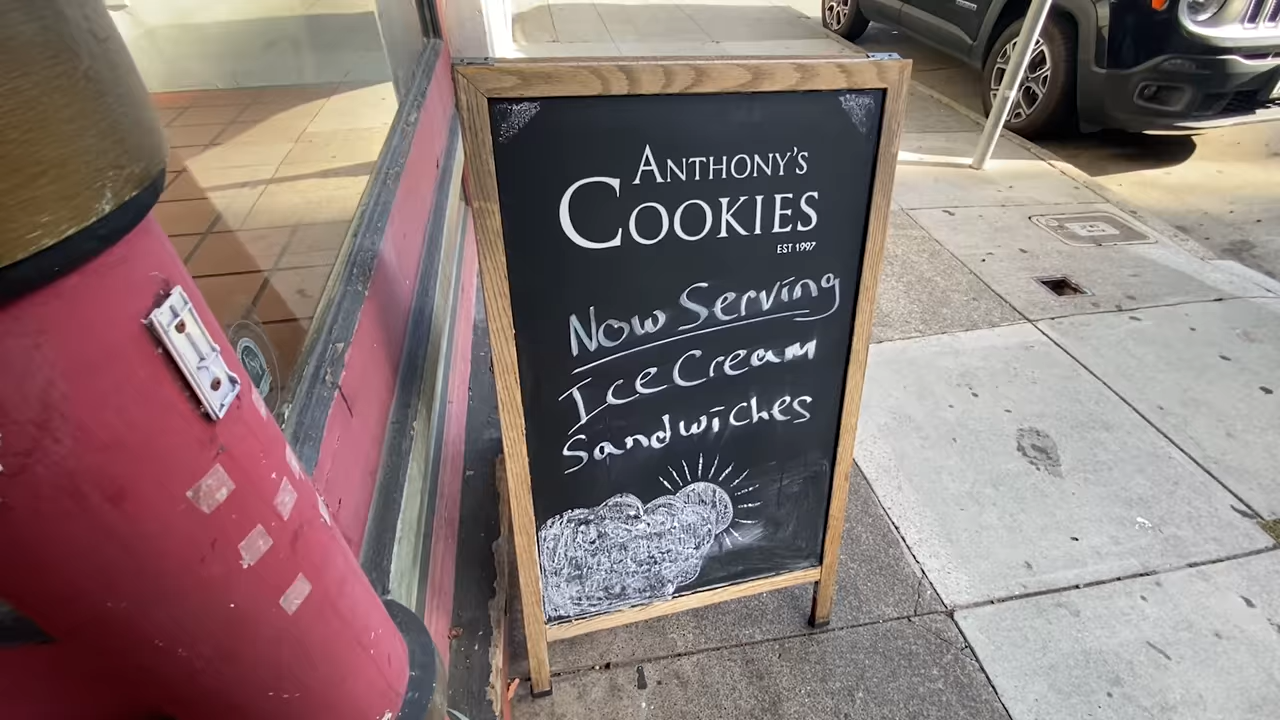 ANTHONY'S
COOKIES
EST 1997
Now Serving
Ice Cream
Sandwiches